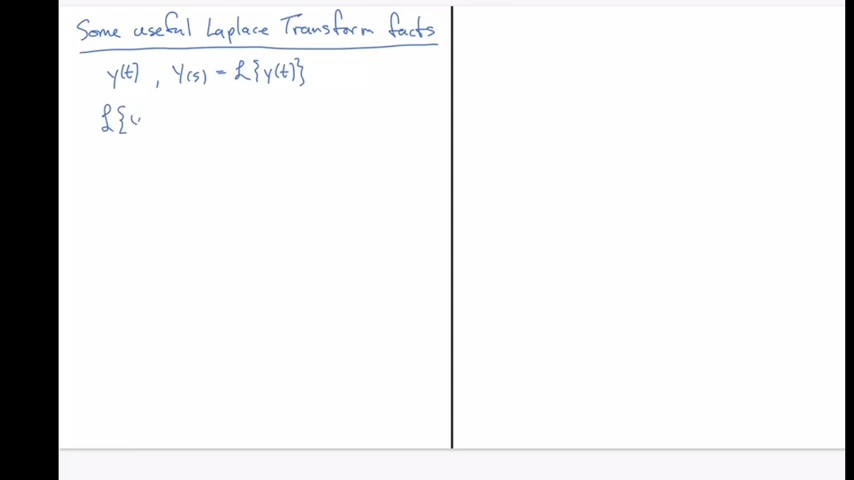 Some useful Laplace Transform facts
y(t) , Y(s) = ℒ{y(t)}
ℒ{